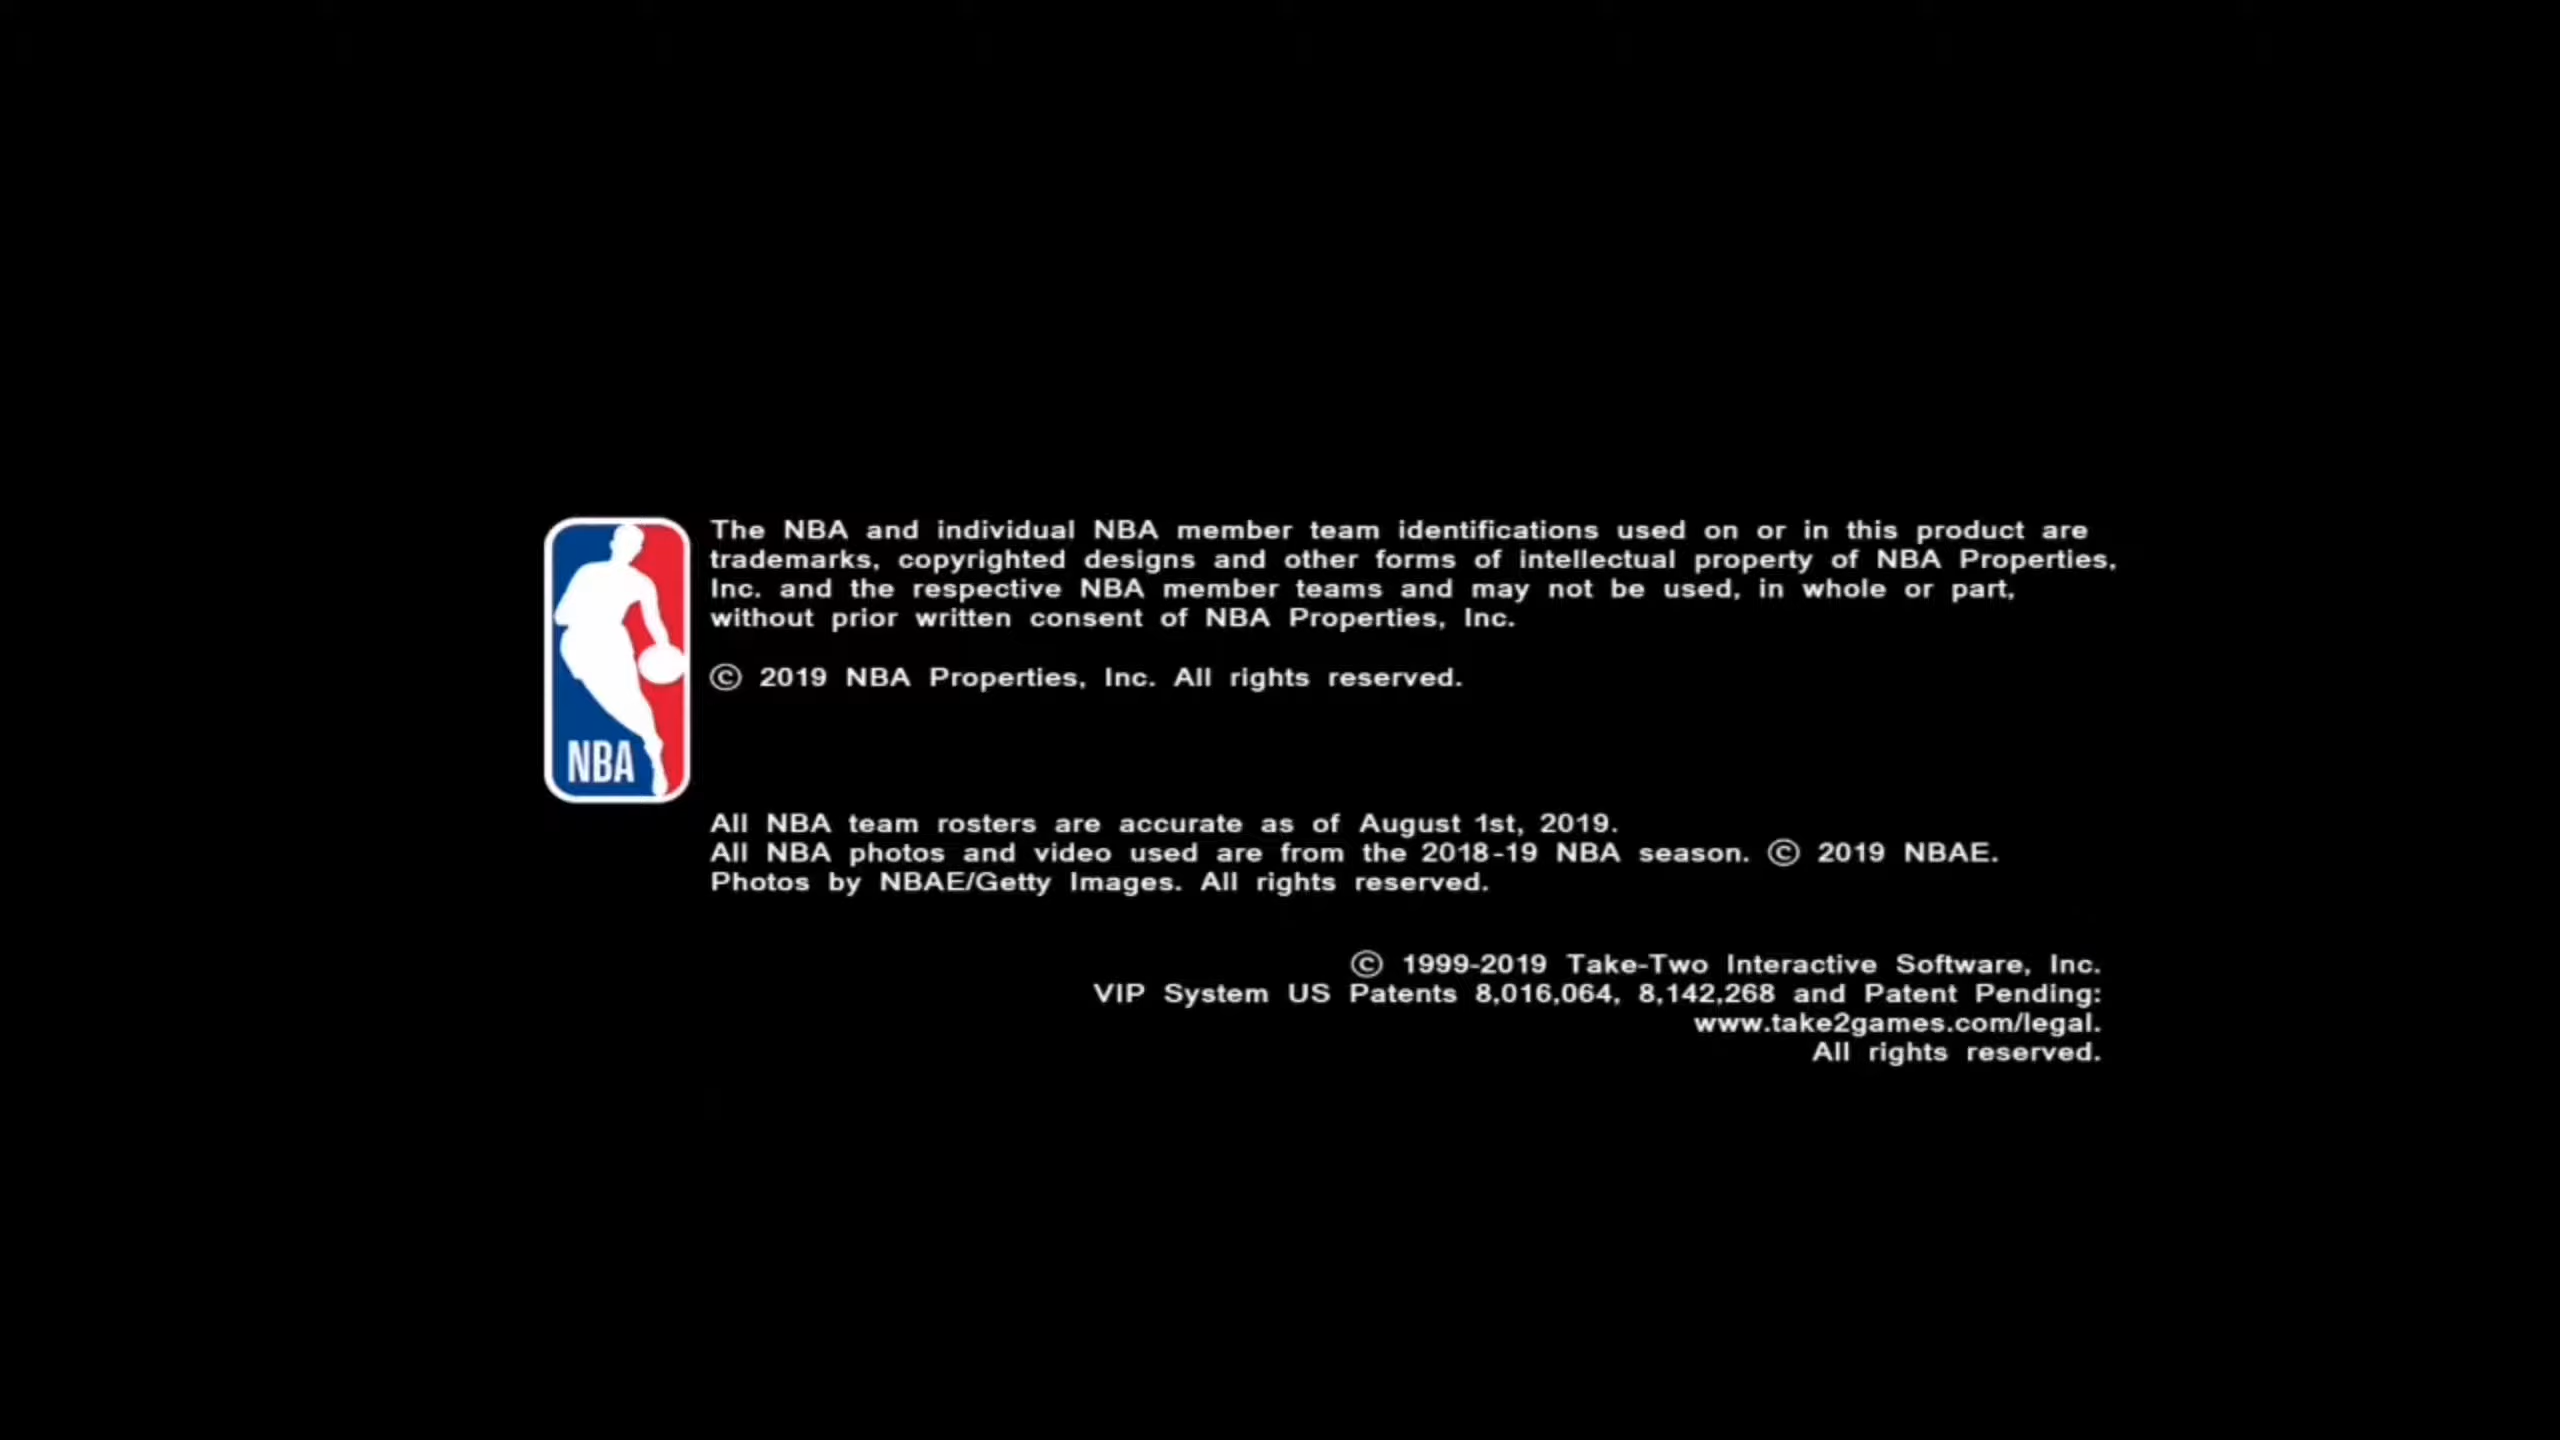 The NBA and individual NBA member team identifications used on or in this product are
trademarks, copyrighted designs and other forms of intellectual property of NBA Properties,
Inc. and the respective NBA member teams and may not be used, in whole or part,
without prior written consent of NBA Properties, Inc.
© 2019 NBA Properties, Inc. All rights reserved.
NBA
All NBA team rosters are accurate as of August 1st, 2019.
All NBA photos and video used are from the 2018-19 NBA season. © 2019 NBAE.
Photos by NBAE/Getty Images. All rights reserved.
© 1999-2019 Take-Two Interactive Software, Inc.
VIP System US Patents 8,016,064, 8,142,268 and Patent Pending:
www.take2games.com/legal.
All rights reserved.